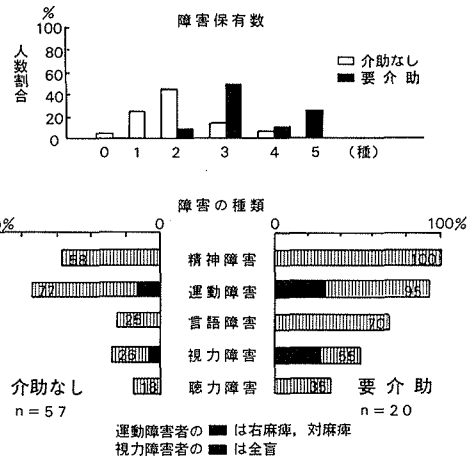 障害保有数
%
人数割合
100
80
60
40
20
0
介助なし
要介助
0 1 2 3 4 5 (種)
障害の種類
0% 0 0 100%
58 精神障害 100
77 運動障害 95
25 言語障害 70
26 視力障害 55
18 聴力障害 35
介助なし 要介助
n=57 n=20
運動障害者の■は右麻痺，対麻痺
視力障害者の■は全盲